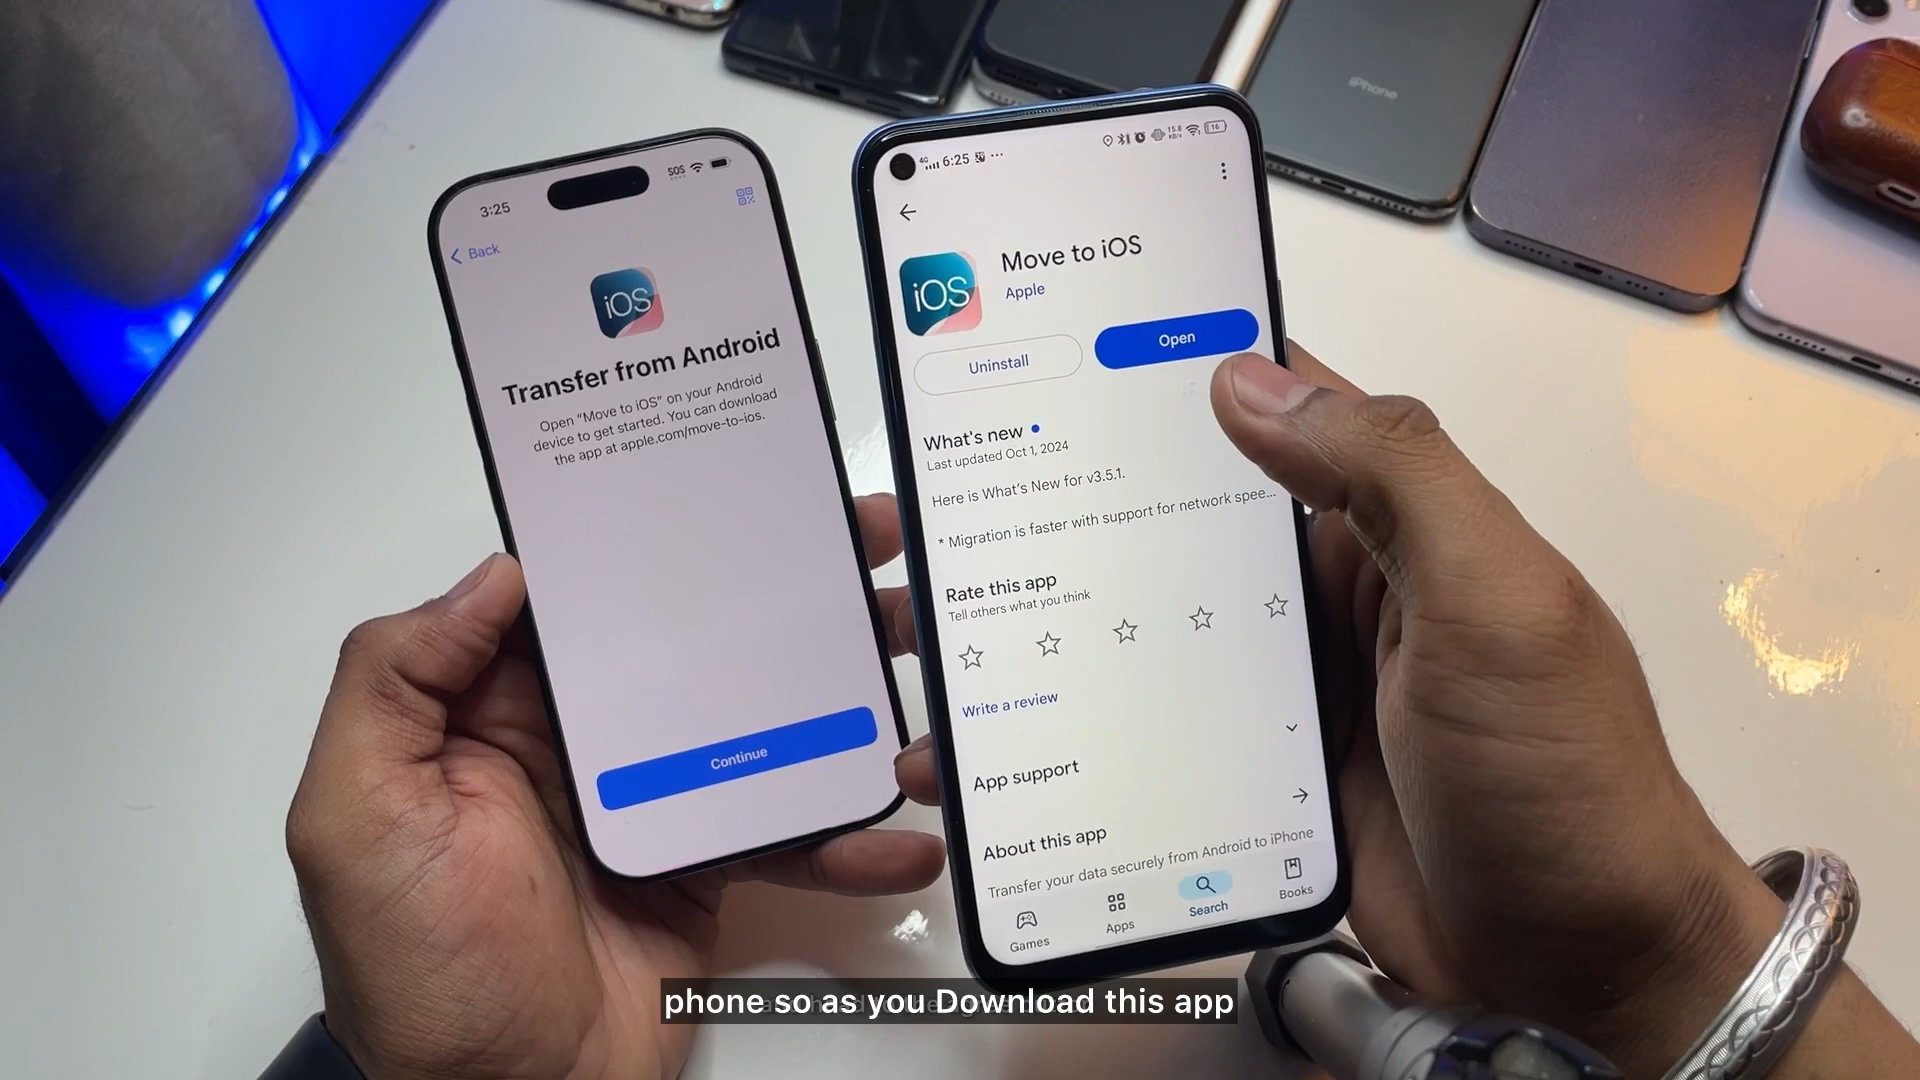 3:25
SOS
Back
iOS
Transfer from Android
Open “Move to iOS” on your Android
device to get started. You can download
the app at apple.com/move-to-ios.
Continue
4G 6:25 ...
15.8 KB/s 16
iOS
Move to iOS
Apple
Uninstall
Open
What's new
Last updated Oct 1, 2024
Here is What's New for v3.5.1.
* Migration is faster with support for network spee...
Rate this app
Tell others what you think
Write a review
App support
About this app
Transfer your data securely from Android to iPhone
Games
Apps
Search
Books
iPhone
phone so as you Download this app